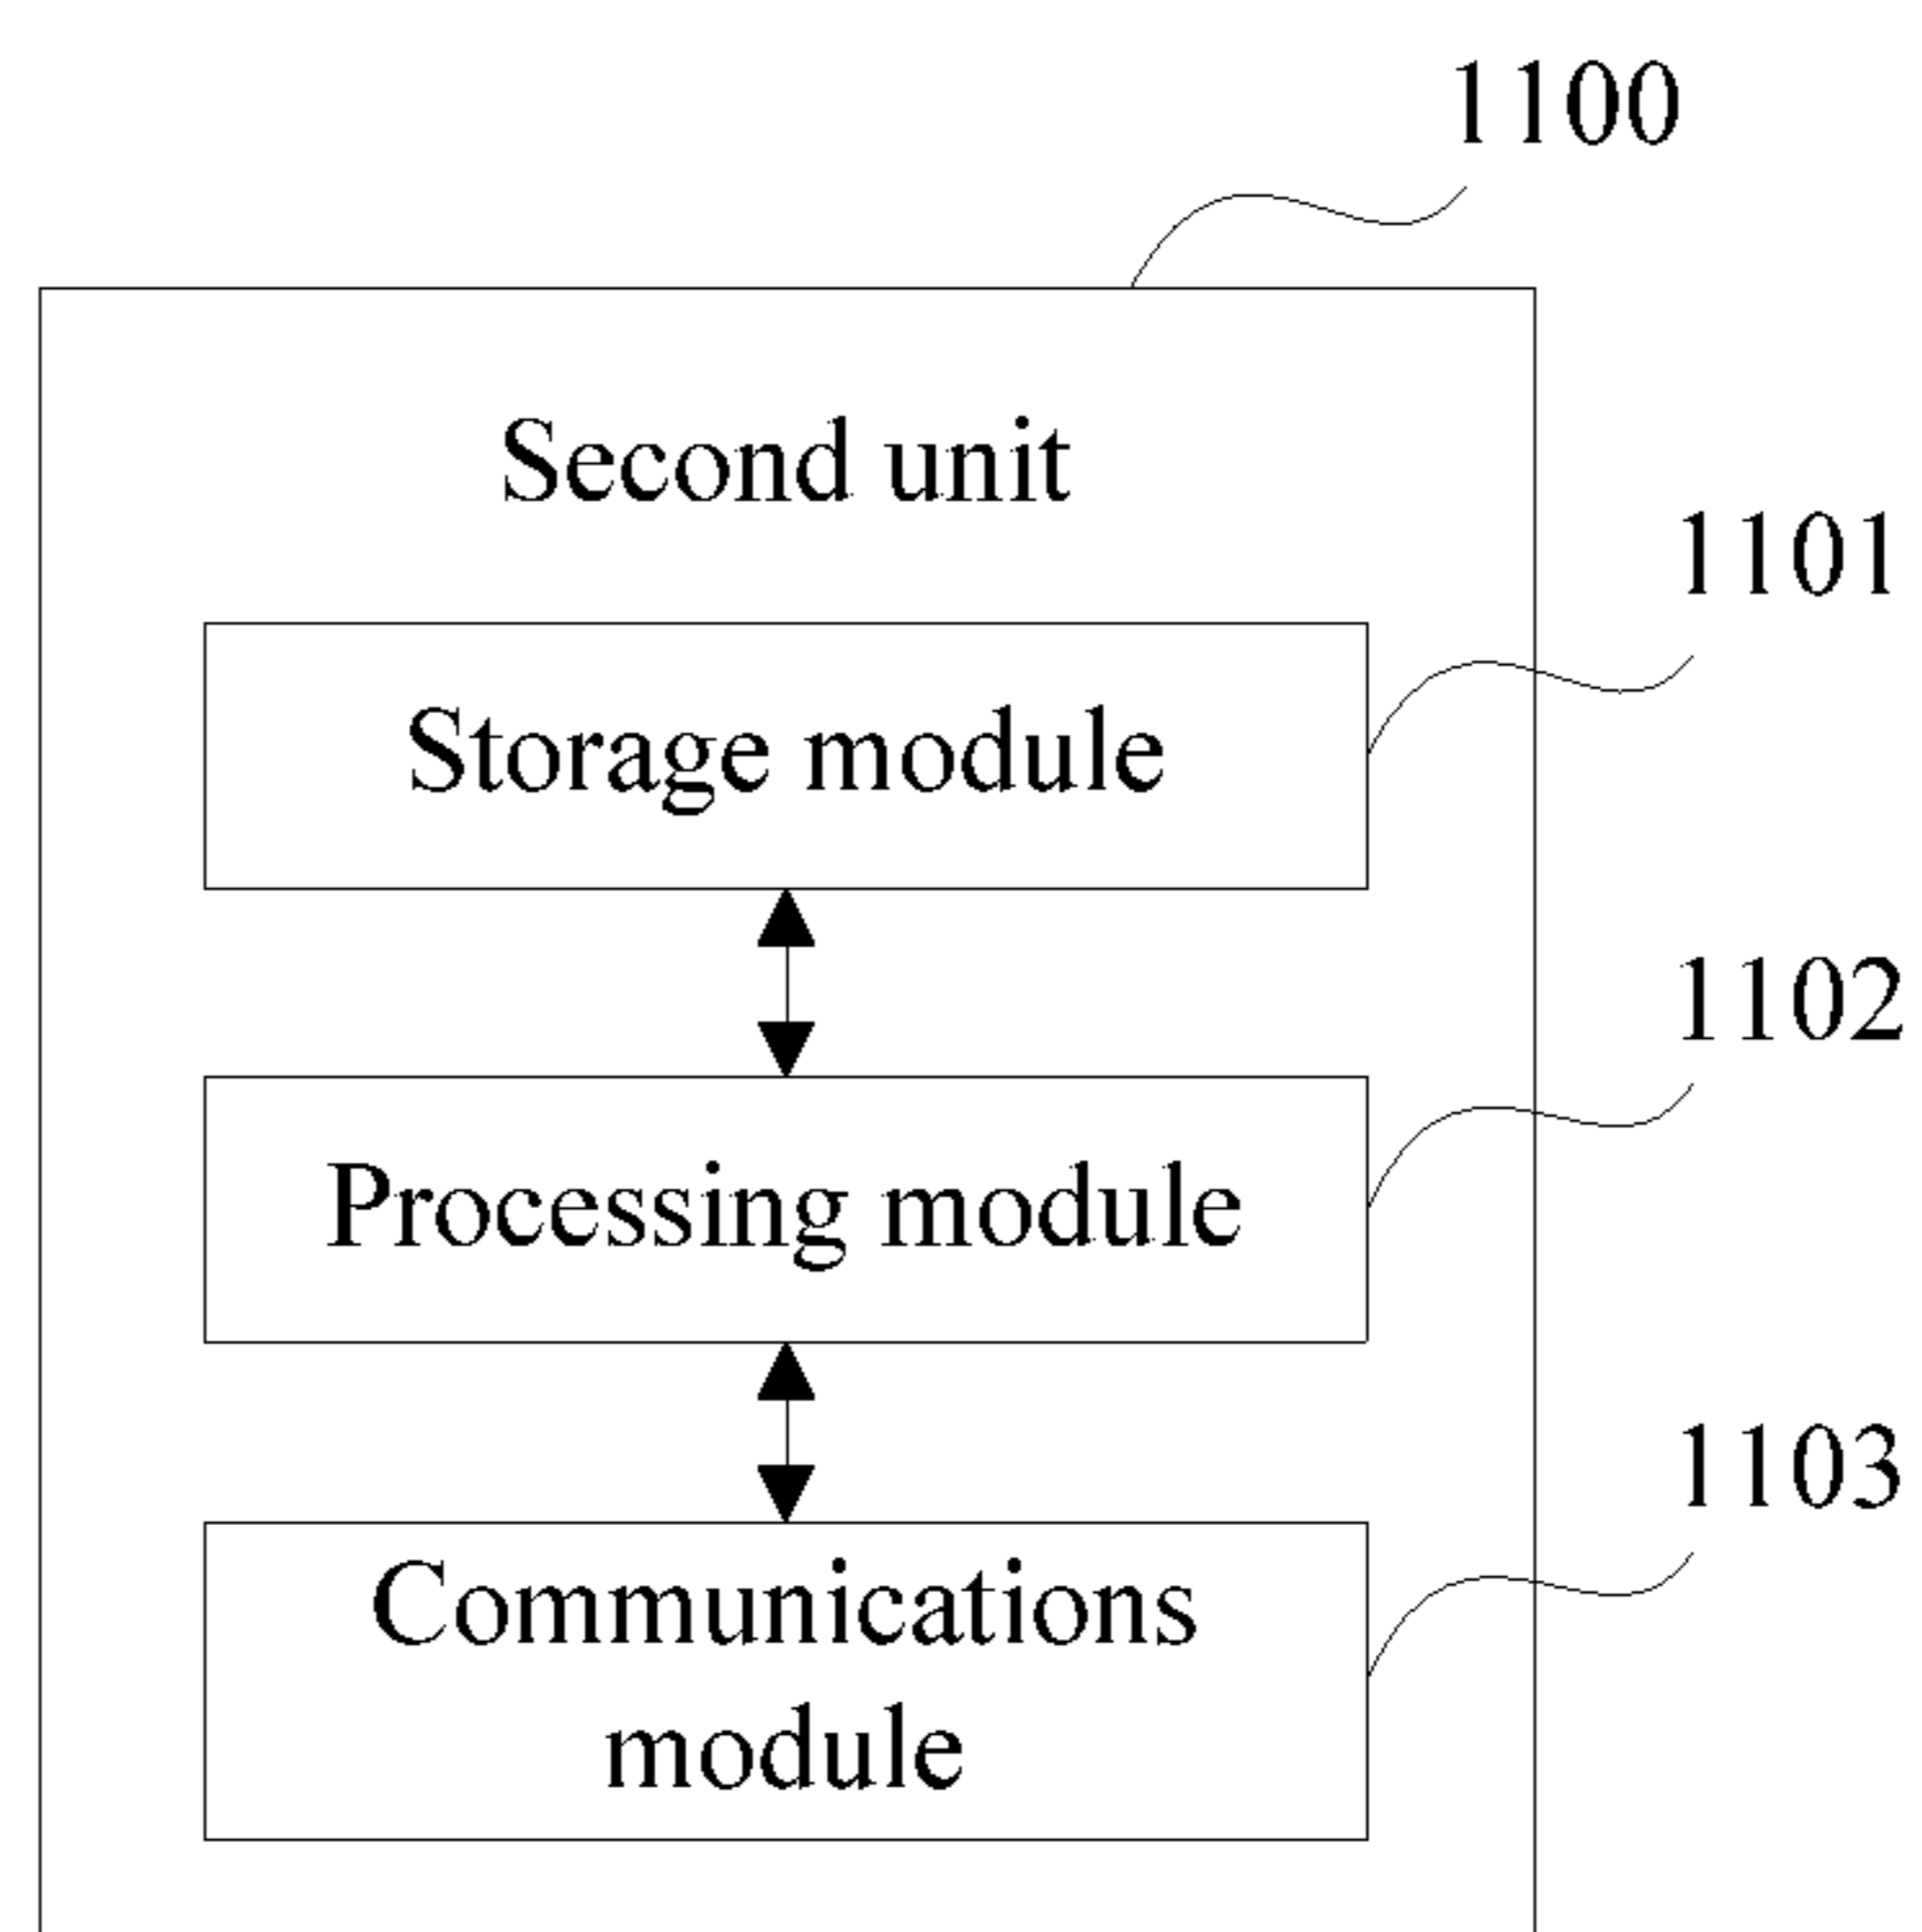 1100
Second unit
1101
Storage module
1102
Processing module
1103
Communications
module